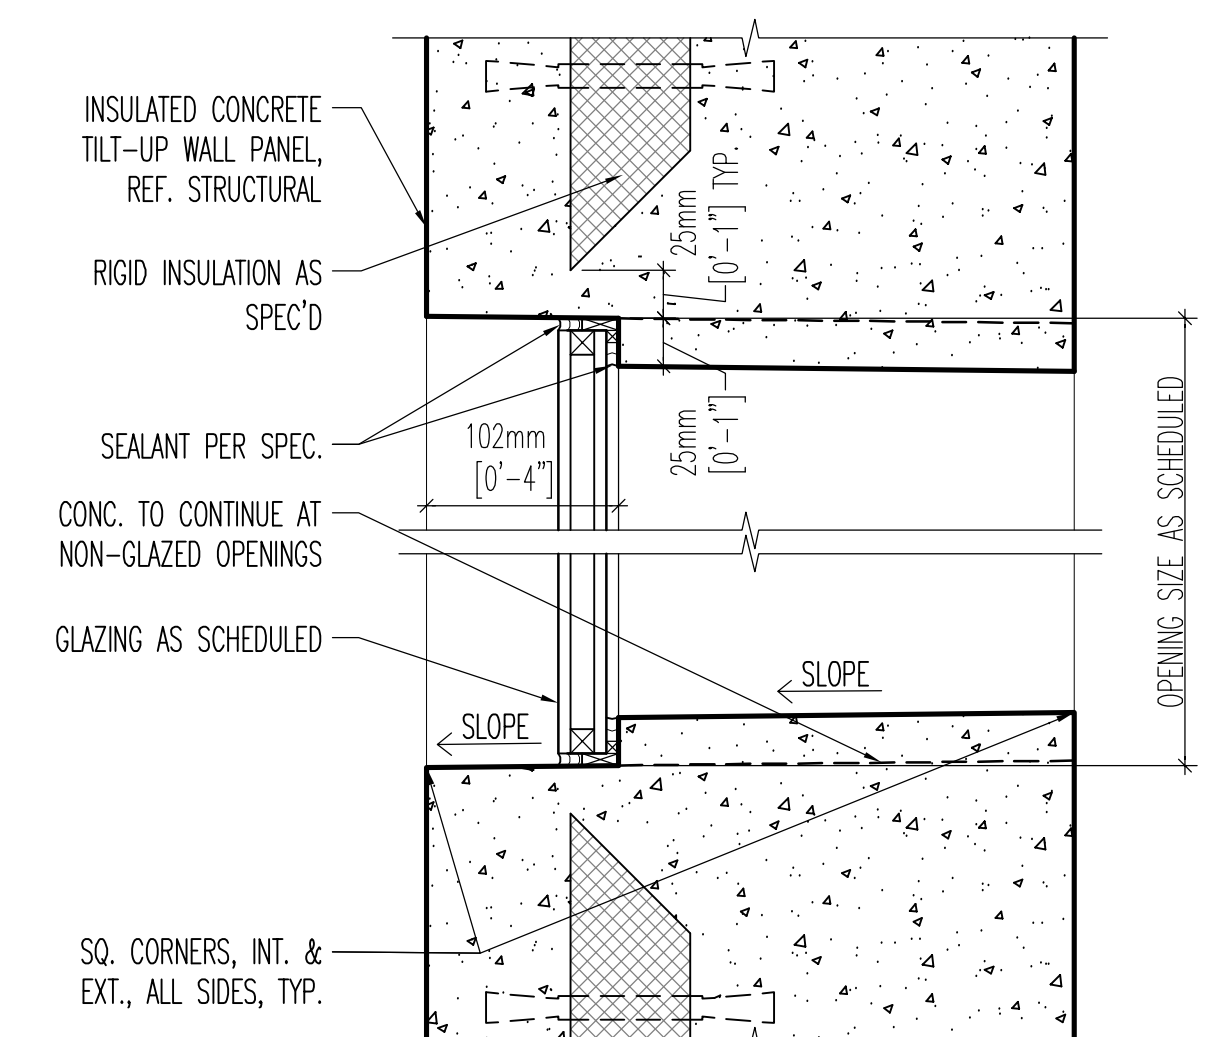 INSULATED CONCRETE
TILT-UP WALL PANEL,
REF. STRUCTURAL
RIGID INSULATION AS
SPEC'D
25mm
[0'-1"] TYP.
SEALANT PER SPEC.
102mm
[0'-4"]
25mm
[0'-1"]
CONC. TO CONTINUE AT
NON-GLAZED OPENINGS
OPENING SIZE AS SCHEDULED
GLAZING AS SCHEDULED
SLOPE
SLOPE
SQ. CORNERS, INT. &
EXT., ALL SIDES, TYP.